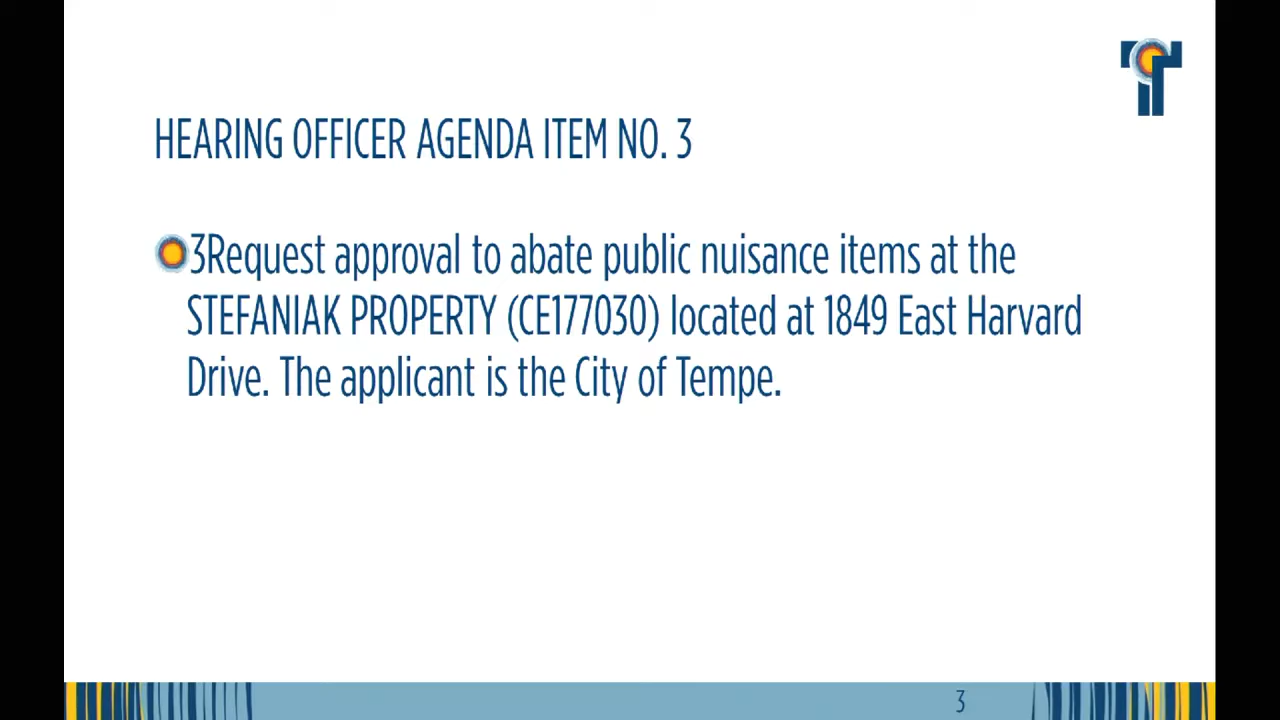 HEARING OFFICER AGENDA ITEM NO. 3
3Request approval to abate public nuisance items at the
STEFANIAK PROPERTY (CE177030) located at 1849 East Harvard
Drive. The applicant is the City of Tempe.
3